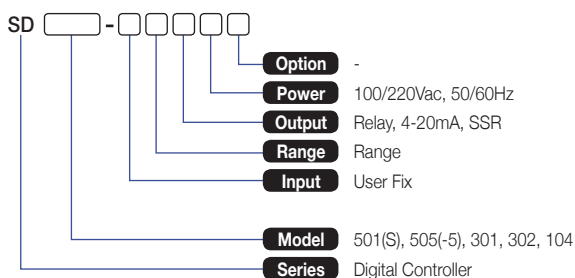 SD -
Option -
Power 100/220Vac, 50/60Hz
Output Relay, 4-20mA, SSR
Range Range
Input User Fix
Model 501(S), 505(-5), 301, 302, 104
Series Digital Controller